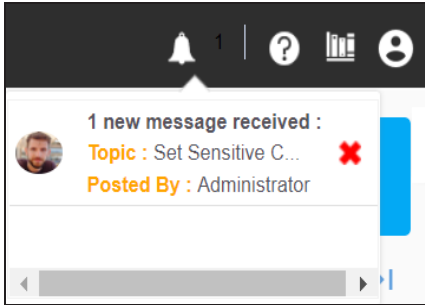 1
1 new message received :
Topic : Set Sensitive C...
Posted By : Administrator